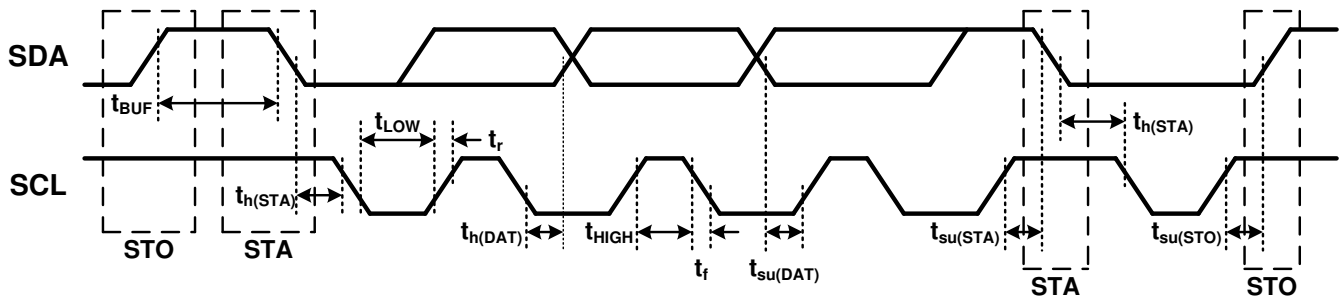 SDA
t_BUF
t_LOW
t_r
t_h(STA)
SCL
t_h(STA)
t_h(DAT)
t_HIGH
t_f
t_su(DAT)
t_su(STA)
t_su(STO)
STO
STA
STA
STO